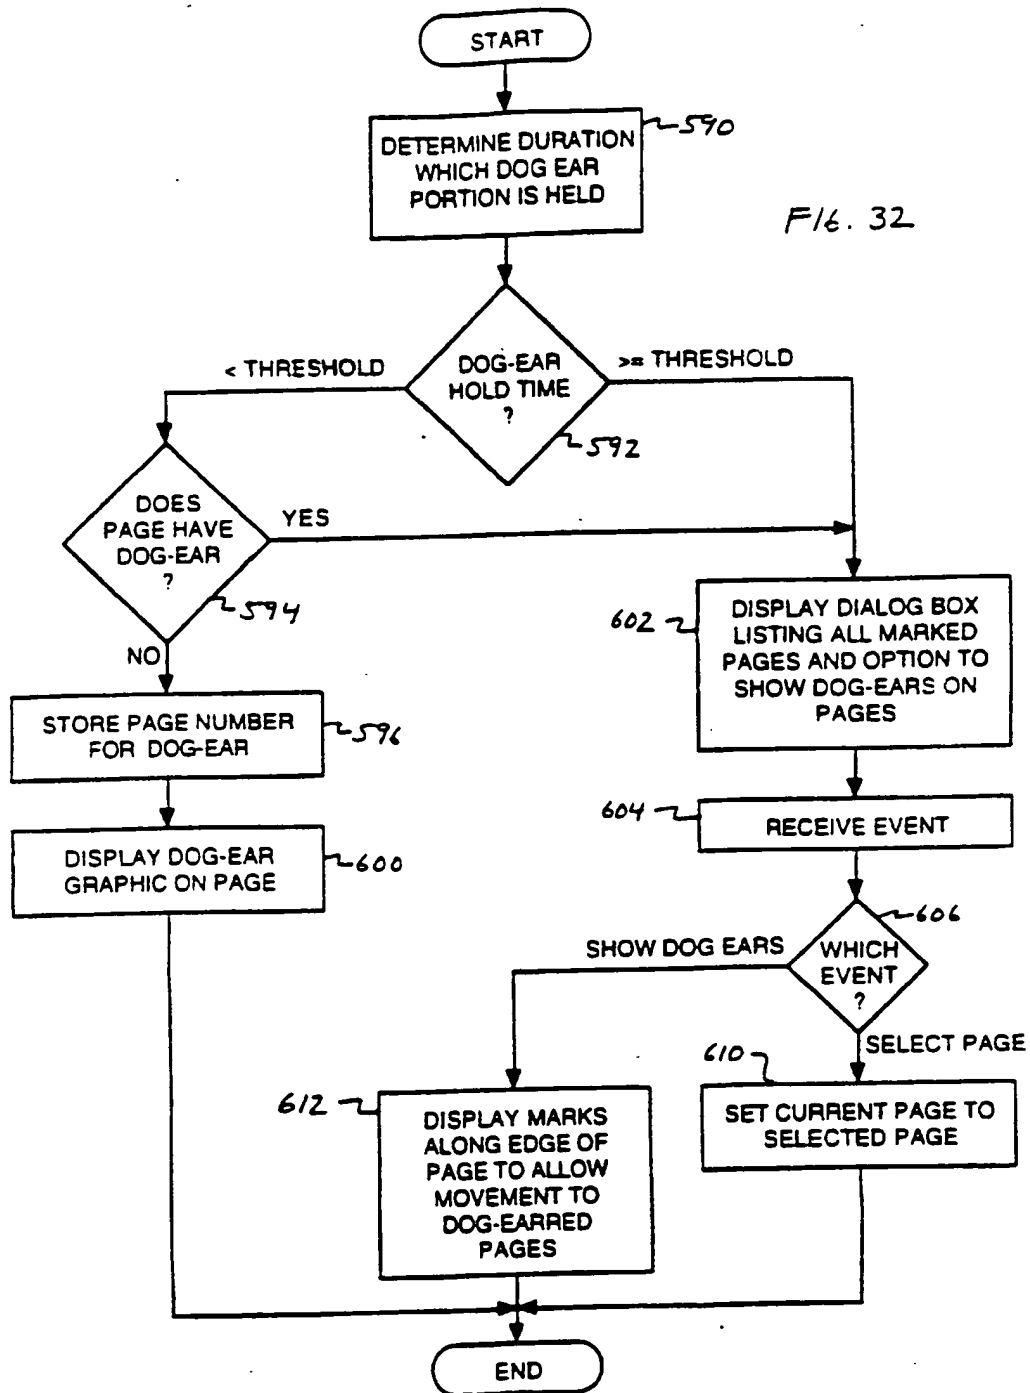 START
DETERMINE DURATION
WHICH DOG EAR
PORTION IS HELD
590
FIG. 32
< THRESHOLD
DOG-EAR
HOLD TIME
?
>= THRESHOLD
592
DOES
PAGE HAVE
DOG-EAR
?
YES
594
NO
STORE PAGE NUMBER
FOR DOG-EAR
596
DISPLAY DOG-EAR
GRAPHIC ON PAGE
600
602
DISPLAY DIALOG BOX
LISTING ALL MARKED
PAGES AND OPTION TO
SHOW DOG-EARS ON
PAGES
604
RECEIVE EVENT
606
SHOW DOG EARS
WHICH
EVENT
?
SELECT PAGE
610
SET CURRENT PAGE TO
SELECTED PAGE
612
DISPLAY MARKS
ALONG EDGE OF
PAGE TO ALLOW
MOVEMENT TO
DOG-EARRED
PAGES
END